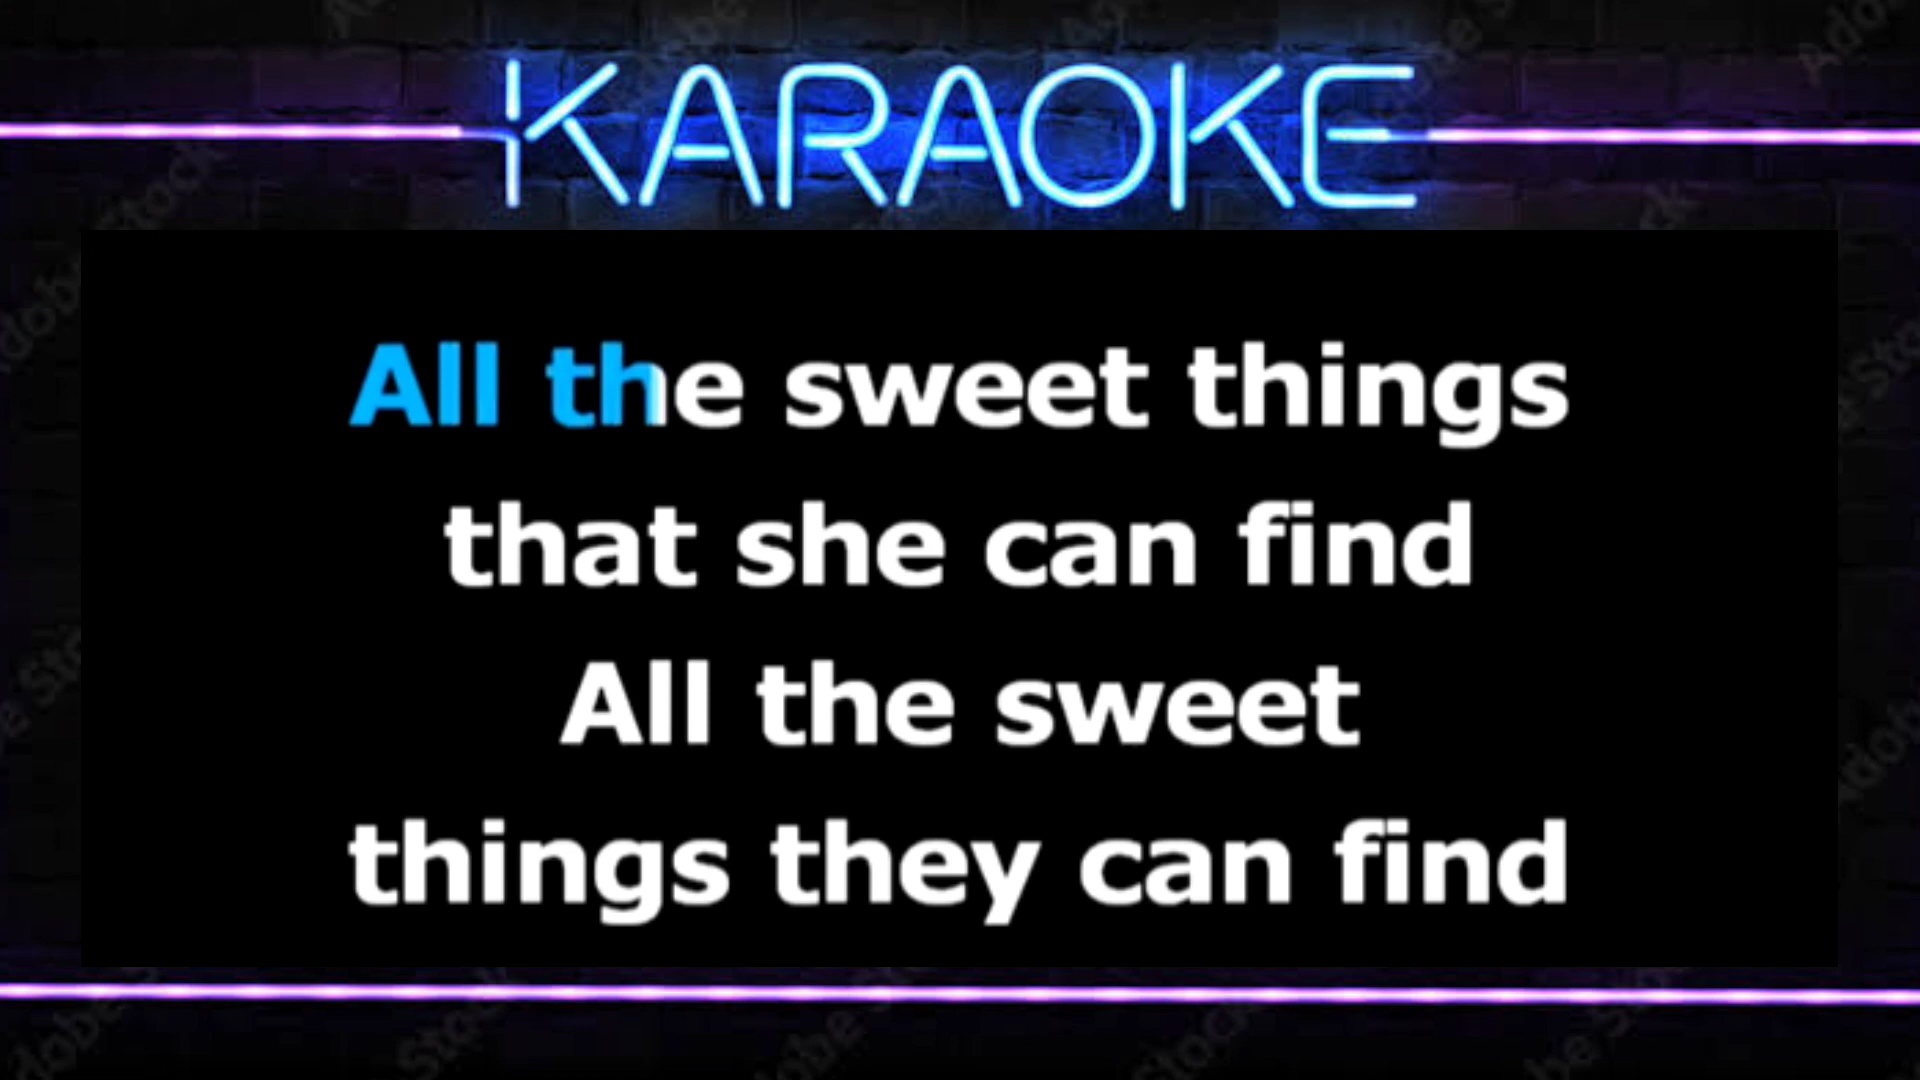 KARAOKE
All the sweet things
that she can find
All the sweet
things they can find